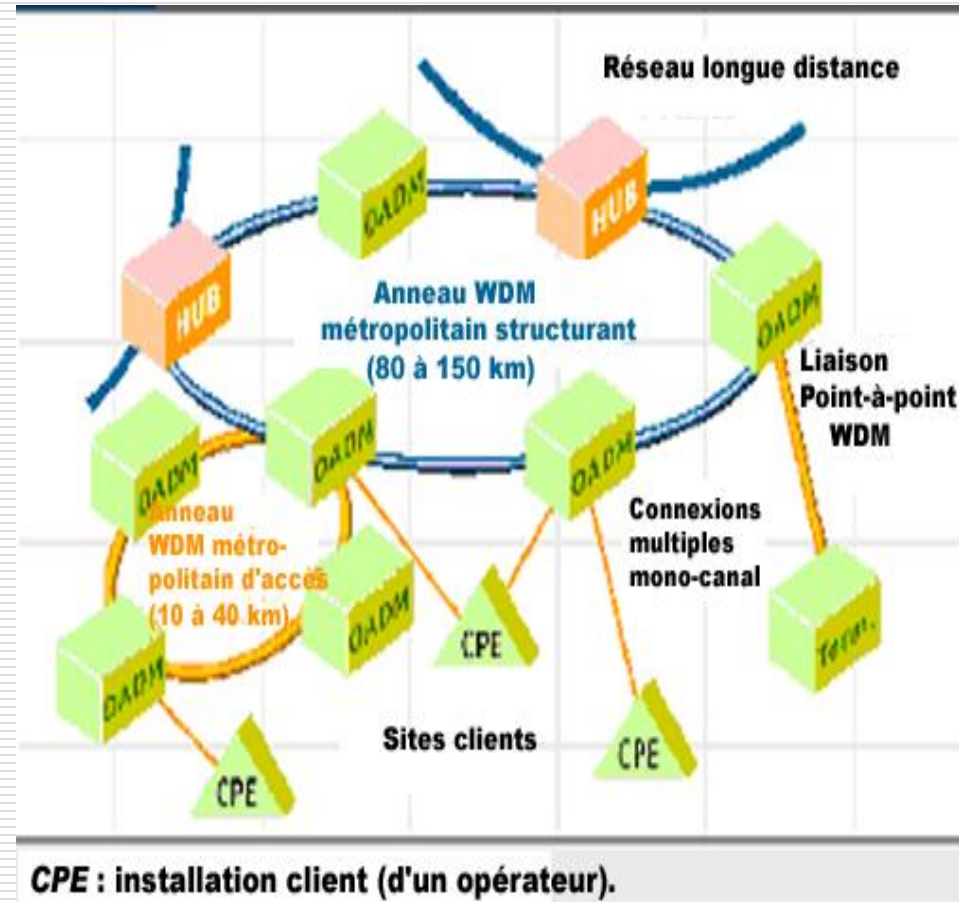 Réseau longue distance
OADM
HUB
HUB
OADM
Anneau WDM
métropolitain structurant
(80 à 150 km)
Liaison
Point-à-point
WDM
OADM
OADM
OADM
Anneau
WDM métro-
politain d'accés
(10 à 40 km)
Connexions
multiples
mono-canal
OADM
OADM
CPE
Term.
Sites clients
CPE
CPE
CPE : installation client (d'un opérateur).